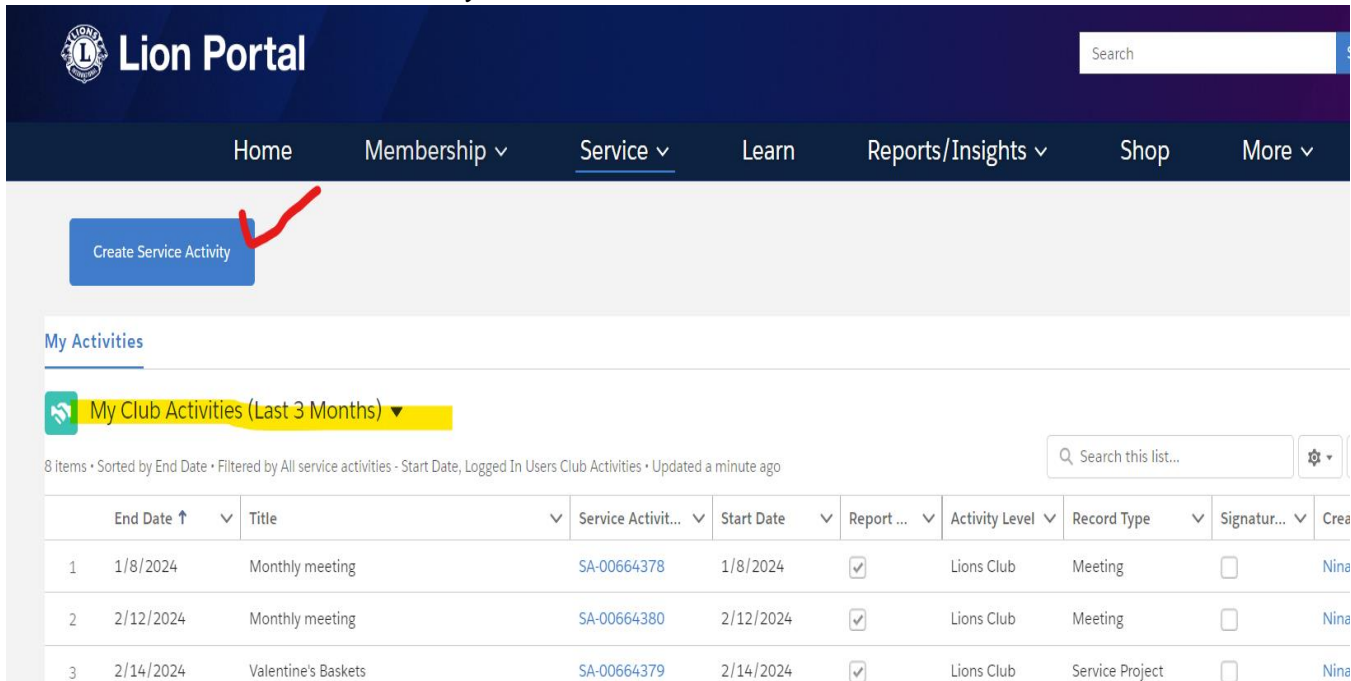 LIONS
L
INTERNATIONAL
Lion Portal
Search
Home Membership Service Learn Reports/Insights Shop More
Create Service Activity
My Activities
My Club Activities (Last 3 Months)
8 items • Sorted by End Date • Filtered by All service activities - Start Date, Logged In Users Club Activities • Updated a minute ago
Search this list...
End Date ↑ Title Service Activit... Start Date Report ... Activity Level Record Type Signatur... Crea
1 1/8/2024 Monthly meeting SA-00664378 1/8/2024 Lions Club Meeting Nina
2 2/12/2024 Monthly meeting SA-00664380 2/12/2024 Lions Club Meeting Nina
3 2/14/2024 Valentine's Baskets SA-00664379 2/14/2024 Lions Club Service Project Nina